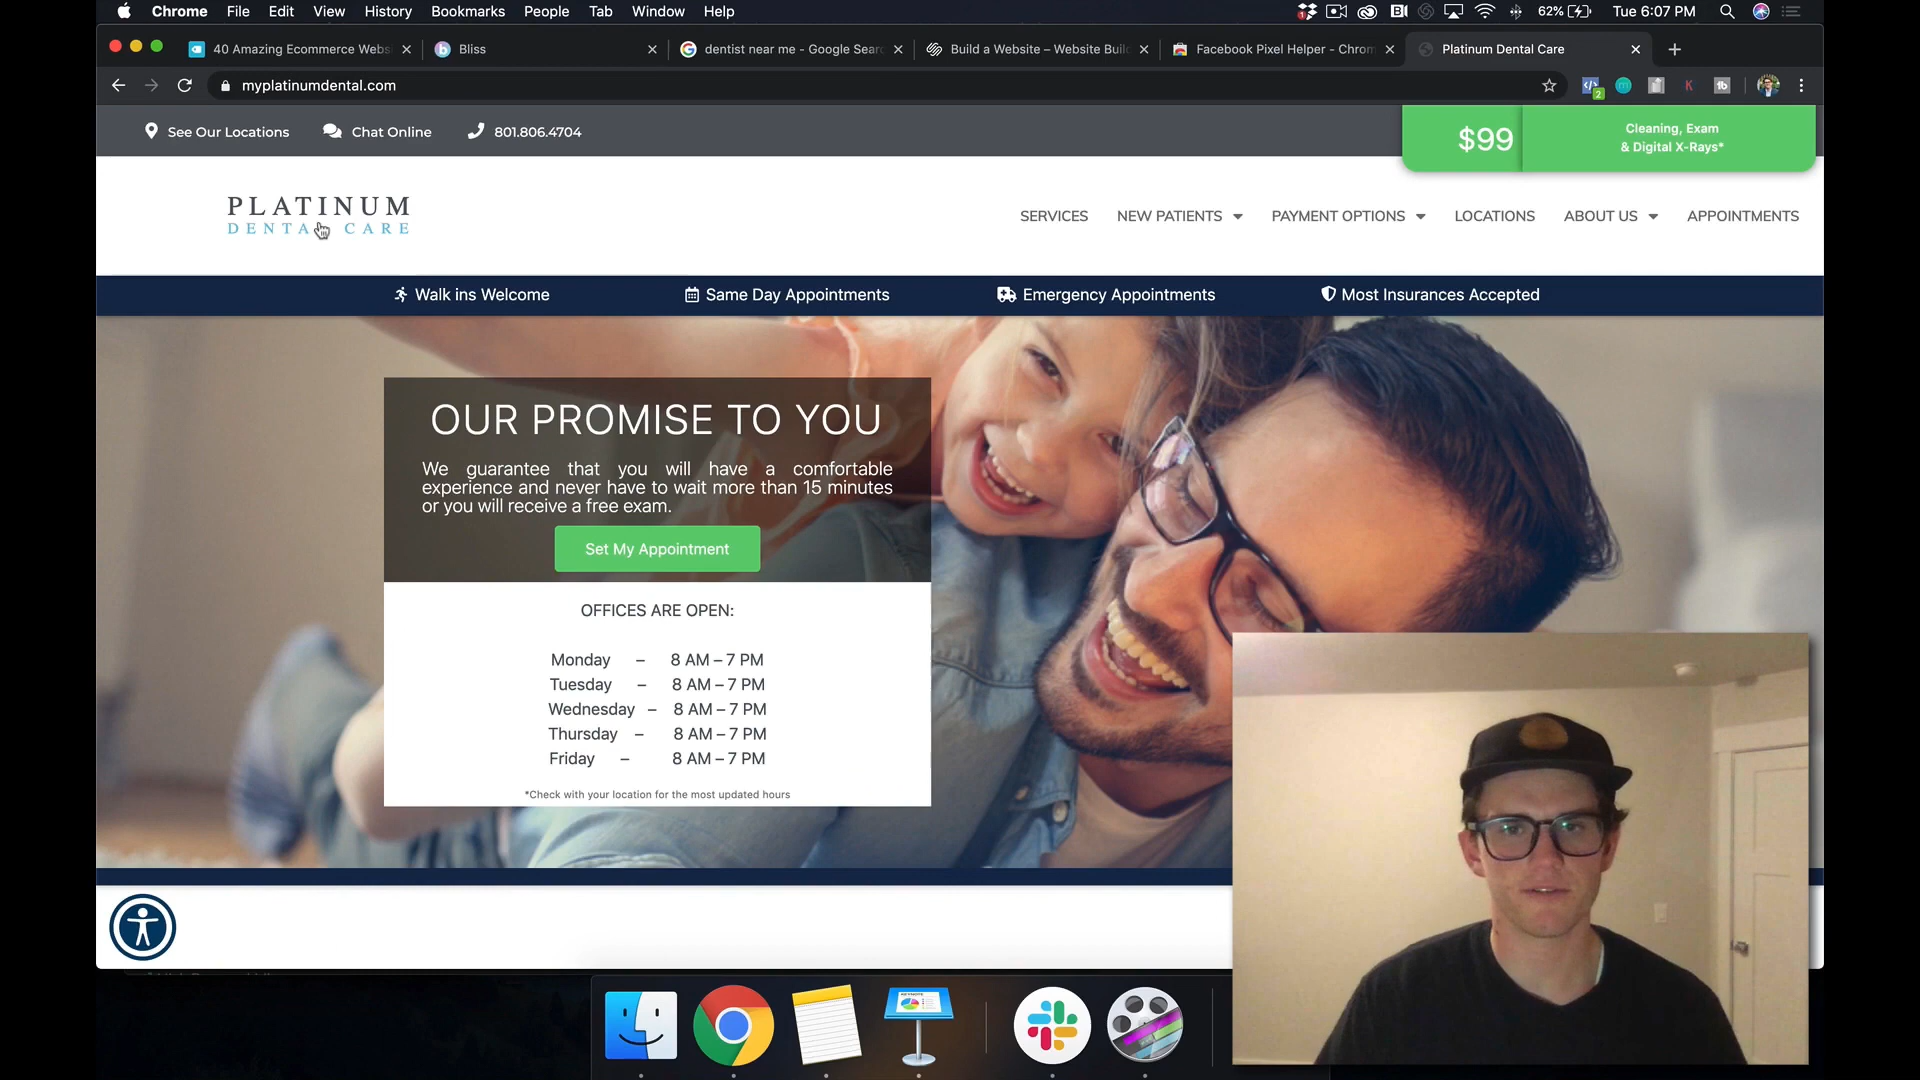 Chrome File Edit View History Bookmarks People Tab Window Help 62% Tue 6:07 PM
40 Amazing Ecommerce Webs Bliss dentist near me - Google Sear Build a Website – Website Buil Facebook Pixel Helper - Chrom Platinum Dental Care
myplatinumdental.com 2
See Our Locations Chat Online 801.806.4704
$99
Cleaning, Exam
& Digital X-Rays*
PLATINUM
DENTAL CARE
SERVICES NEW PATIENTS PAYMENT OPTIONS LOCATIONS ABOUT US APPOINTMENTS
Walk ins Welcome Same Day Appointments Emergency Appointments Most Insurances Accepted
OUR PROMISE TO YOU
We guarantee that you will have a comfortable
experience and never have to wait more than 15 minutes
or you will receive a free exam.
Set My Appointment
OFFICES ARE OPEN:
Monday – 8 AM – 7 PM
Tuesday – 8 AM – 7 PM
Wednesday – 8 AM – 7 PM
Thursday – 8 AM – 7 PM
Friday – 8 AM – 7 PM
*Check with your location for the most updated hours